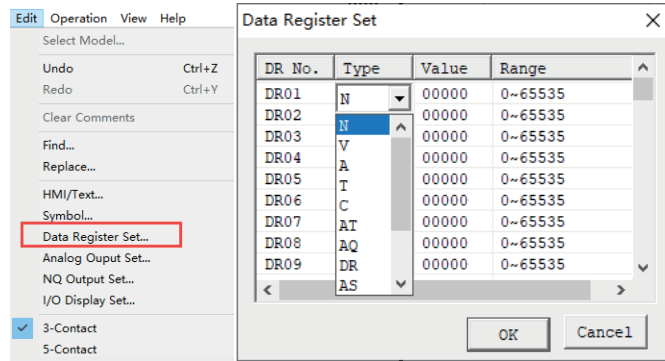 Edit Operation View Help
Select Model...
Undo Ctrl+Z
Redo Ctrl+Y
Clear Comments
Find...
Replace...
HMI/Text...
Symbol...
Data Register Set...
Analog Ouput Set...
NQ Output Set...
I/O Display Set...
3-Contact
5-Contact
Data Register Set
DR No. Type Value Range
DR01 N 00000 0~65535
DR02 00000 0~65535
DR03 00000 0~65535
DR04 00000 0~65535
DR05 00000 0~65535
DR06 00000 0~65535
DR07 00000 0~65535
DR08 00000 0~65535
DR09 00000 0~65535
N
V
A
T
C
AT
AQ
DR
AS
OK Cancel